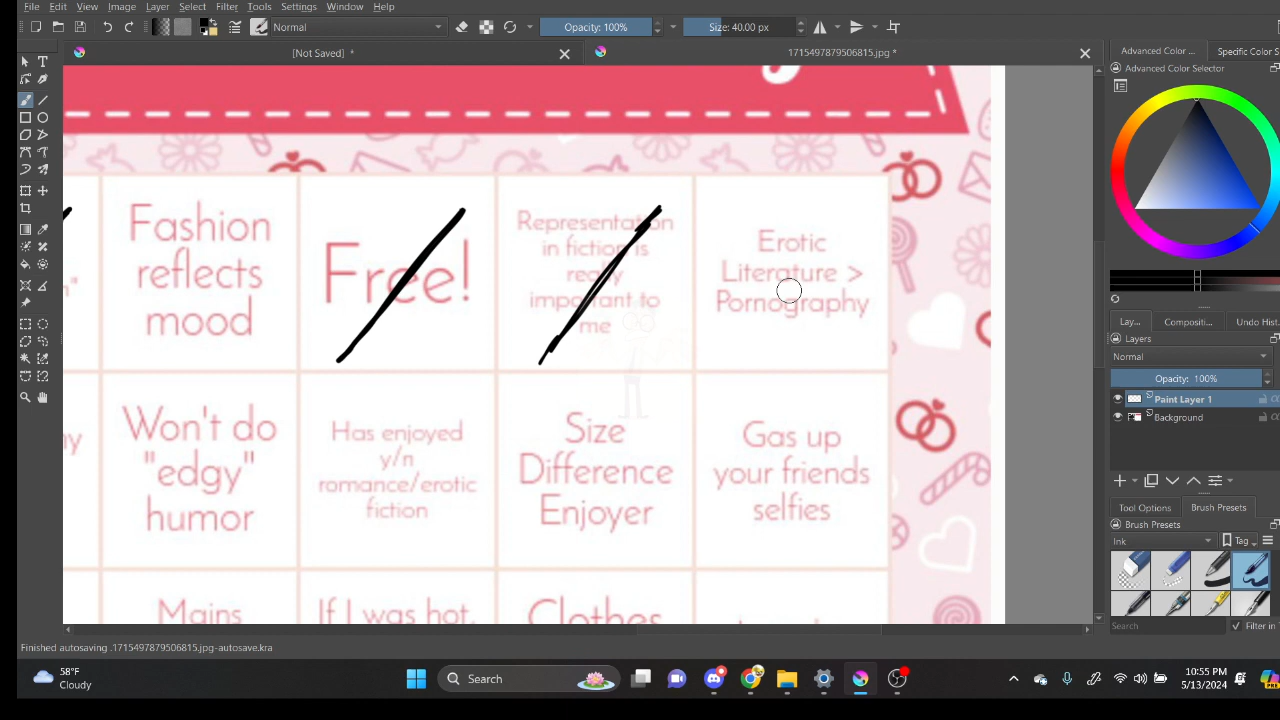 File Edit View Image Layer Select Filter Tools Settings Window Help
Normal
Opacity: 100%
Size: 40.00 px
[Not Saved] *
1715497879506815.jpg *
Advanced Color ...
Specific Color S
Advanced Color Selector
Fashion
reflects
mood
Free!
Representation
in fiction is
really
important to
me
Erotic
Literature >
Pornography
Won't do
"edgy"
humor
Has enjoyed
y/n
romance/erotic
fiction
Size
Difference
Enjoyer
Gas up
your friends
selfies
Mains
If I was hot,
Clothes
Lay...
Compositi...
Undo Hist...
Layers
Normal
Opacity: 100%
Paint Layer 1
Background
Tool Options
Brush Presets
Brush Presets
Ink
Tag
Search
Filter in T
Finished autosaving .1715497879506815.jpg-autosave.kra
58°F
Cloudy
Search
10:55 PM
5/13/2024